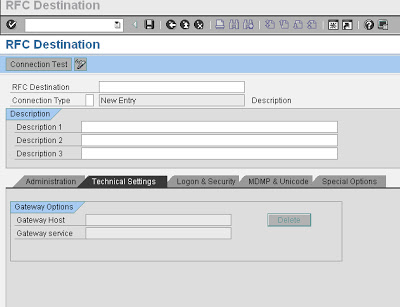 RFC Destination
RFC Destination
Connection Test
RFC Destination
Connection Type New Entry Description
Description
Description 1
Description 2
Description 3
Administration Technical Settings Logon & Security MDMP & Unicode Special Options
Gateway Options
Gateway Host Delete
Gateway service